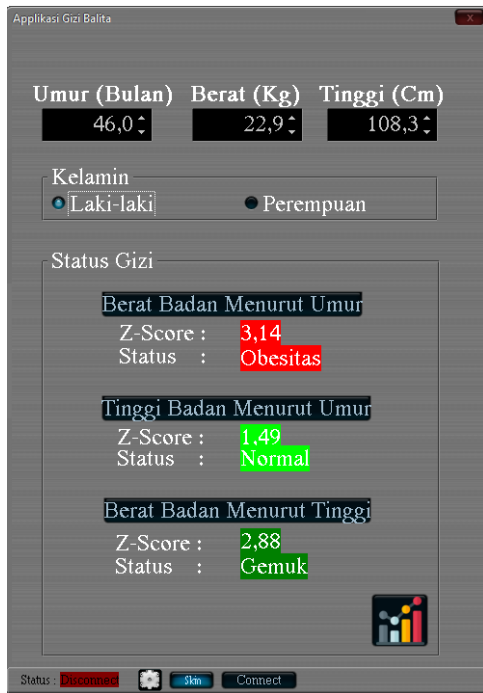 Applikasi Gizi Balita
X
Umur (Bulan) Berat (Kg) Tinggi (Cm)
46,0 22,9 108,3
Kelamin
Laki-laki Perempuan
Status Gizi
Berat Badan Menurut Umur
Z-Score : 3,14
Status : Obesitas
Tinggi Badan Menurut Umur
Z-Score : 1,49
Status : Normal
Berat Badan Menurut Tinggi
Z-Score : 2,88
Status : Gemuk
Status : Disconnect Skin Connect